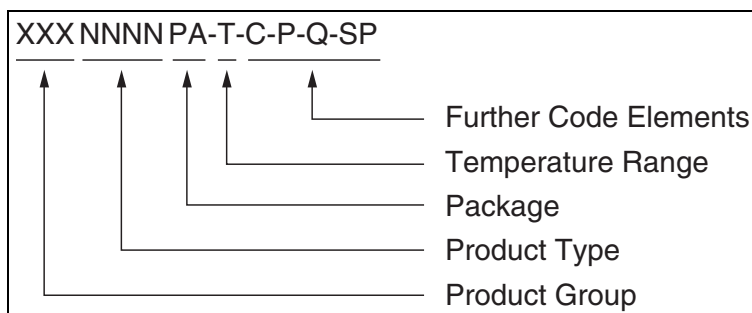 XXX NNNN PA-T-C-P-Q-SP
Further Code Elements
Temperature Range
Package
Product Type
Product Group